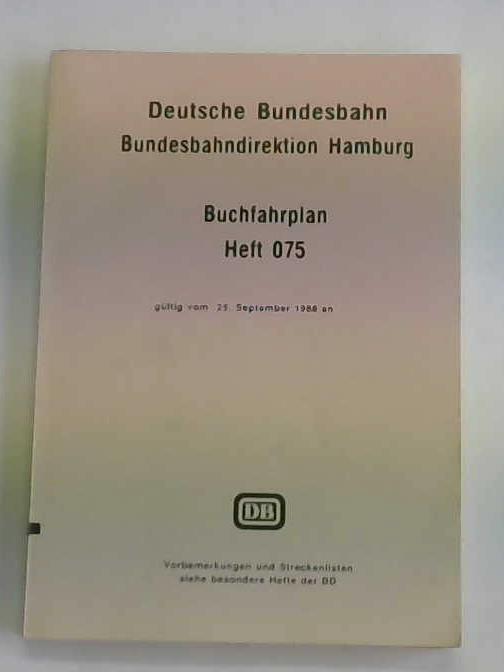 Deutsche Bundesbahn
Bundesbahndirektion Hamburg
Buchfahrplan
Heft 075
gültig vom 25. September 1988 an
DB
Vorbemerkungen und Streckenlisten
siehe besondere Hefte der BD